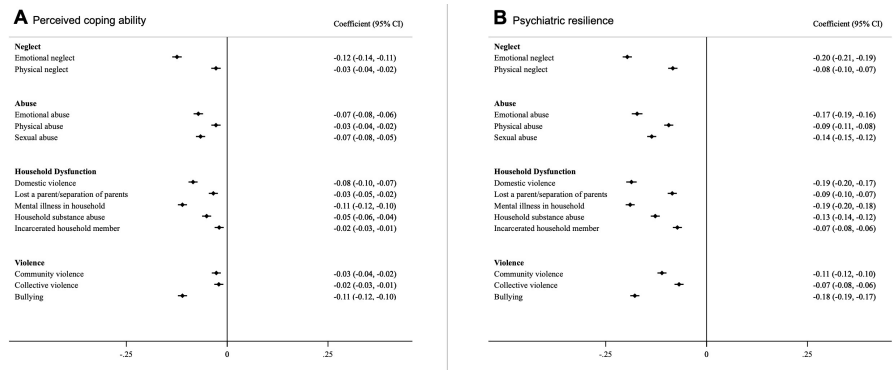 A Perceived coping ability
Coefficient (95% CI)
Neglect
Emotional neglect -0.12 (-0.14, -0.11)
Physical neglect -0.03 (-0.04, -0.02)
Abuse
Emotional abuse -0.07 (-0.08, -0.06)
Physical abuse -0.03 (-0.04, -0.02)
Sexual abuse -0.07 (-0.08, -0.05)
Household Dysfunction
Domestic violence -0.08 (-0.10, -0.07)
Lost a parent/separation of parents -0.03 (-0.05, -0.02)
Mental illness in household -0.11 (-0.12, -0.10)
Household substance abuse -0.05 (-0.06, -0.04)
Incarcerated household member -0.02 (-0.03, -0.01)
Violence
Community violence -0.03 (-0.04, -0.02)
Collective violence -0.02 (-0.03, -0.01)
Bullying -0.11 (-0.12, -0.10)
-.25 0 .25
B Psychiatric resilience
Coefficient (95% CI)
Neglect
Emotional neglect -0.20 (-0.21, -0.19)
Physical neglect -0.08 (-0.10, -0.07)
Abuse
Emotional abuse -0.17 (-0.19, -0.16)
Physical abuse -0.09 (-0.11, -0.08)
Sexual abuse -0.14 (-0.15, -0.12)
Household Dysfunction
Domestic violence -0.19 (-0.20, -0.17)
Lost a parent/separation of parents -0.09 (-0.10, -0.07)
Mental illness in household -0.19 (-0.20, -0.18)
Household substance abuse -0.13 (-0.14, -0.12)
Incarcerated household member -0.07 (-0.08, -0.06)
Violence
Community violence -0.11 (-0.12, -0.10)
Collective violence -0.07 (-0.08, -0.06)
Bullying -0.18 (-0.19, -0.17)
-.25 0 .25